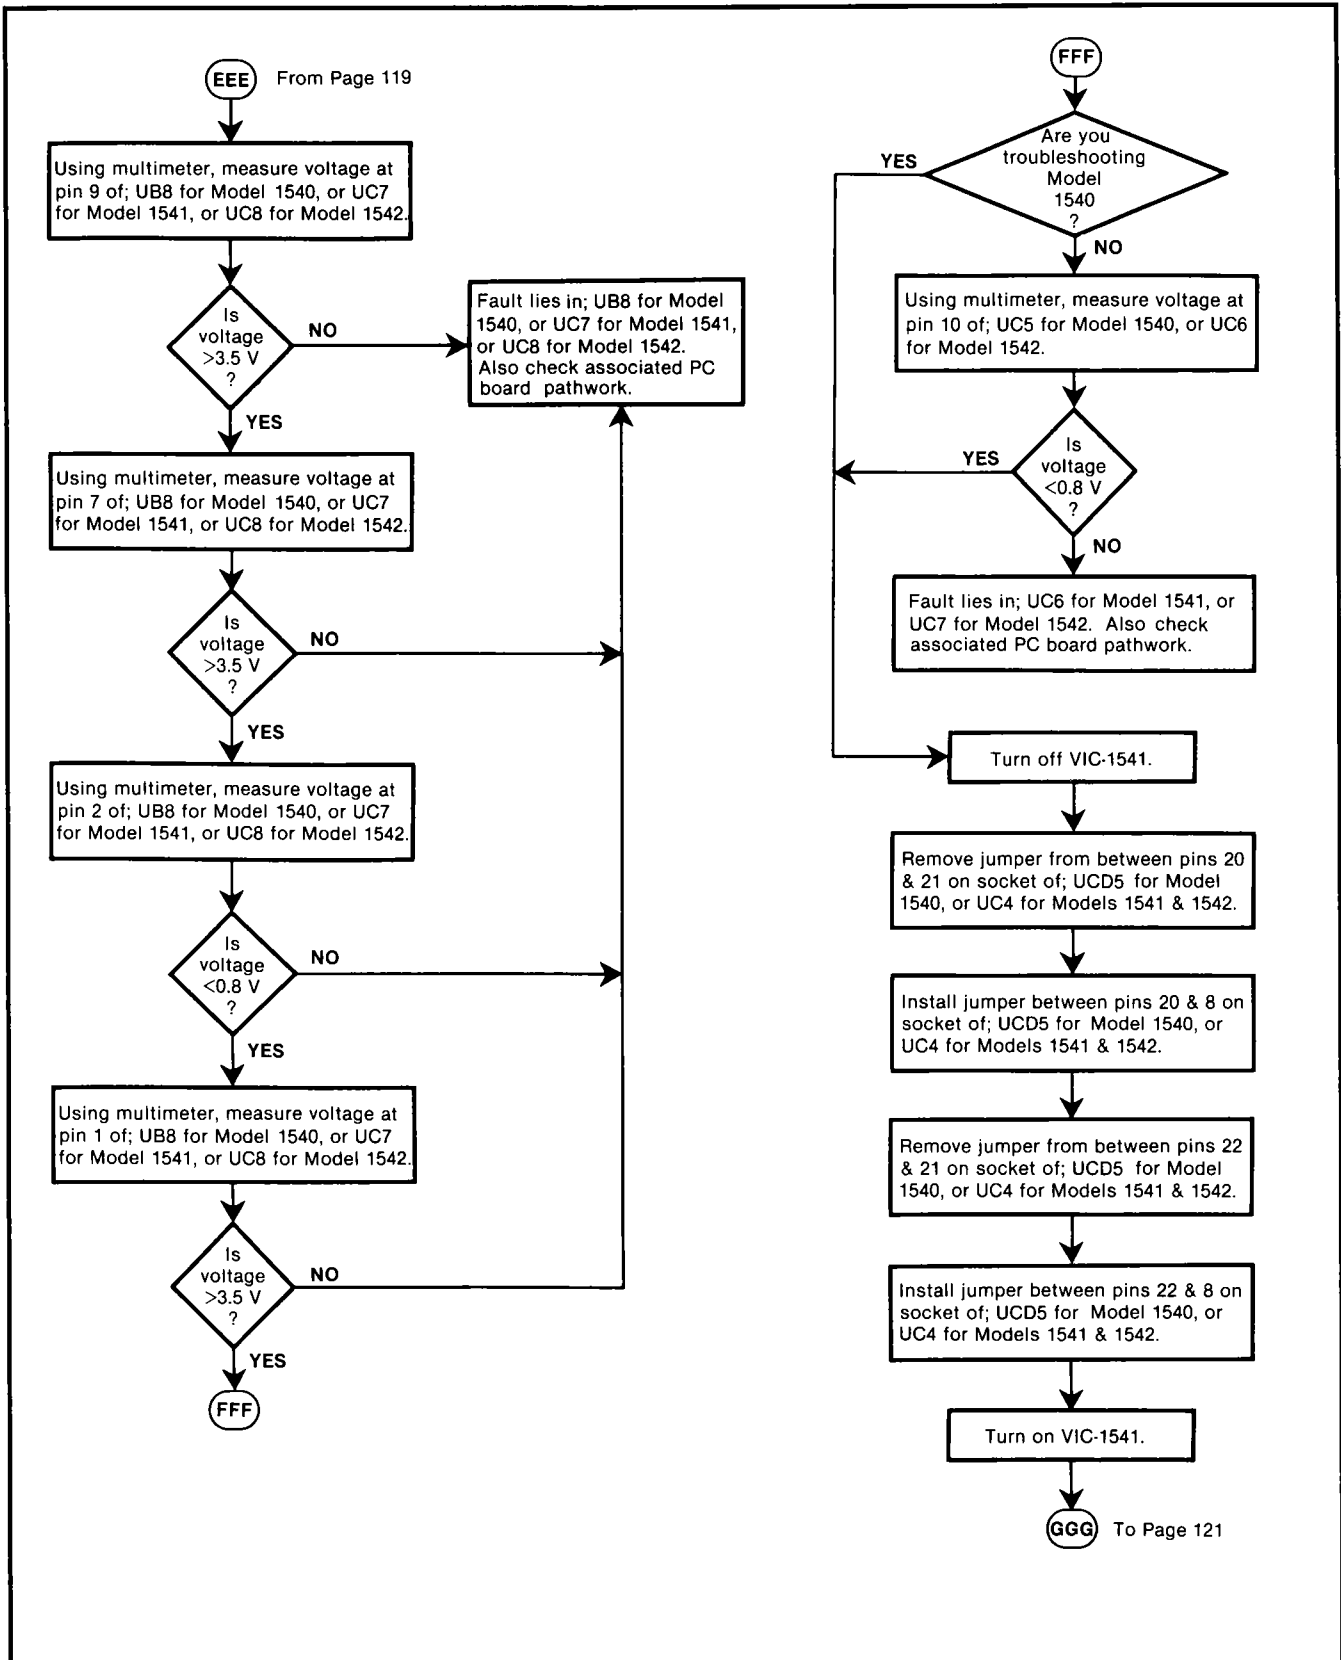 EEE From Page 119
Using multimeter, measure voltage at
pin 9 of; UB8 for Model 1540, or UC7
for Model 1541, or UC8 for Model 1542.
Is
voltage
>3.5 V
?
NO
Fault lies in; UB8 for Model
1540, or UC7 for Model 1541,
or UC8 for Model 1542.
Also check associated PC
board pathwork.
YES
Using multimeter, measure voltage at
pin 7 of; UB8 for Model 1540, or UC7
for Model 1541, or UC8 for Model 1542.
Is
voltage
>3.5 V
?
NO
YES
Using multimeter, measure voltage at
pin 2 of; UB8 for Model 1540, or UC7
for Model 1541, or UC8 for Model 1542.
Is
voltage
<0.8 V
?
NO
YES
Using multimeter, measure voltage at
pin 1 of; UB8 for Model 1540, or UC7
for Model 1541, or UC8 for Model 1542.
Is
voltage
>3.5 V
?
NO
YES
FFF
FFF
Are you
troubleshooting
Model
1540
?
YES
NO
Using multimeter, measure voltage at
pin 10 of; UC5 for Model 1540, or UC6
for Model 1542.
Is
voltage
<0.8 V
?
YES
NO
Fault lies in; UC6 for Model 1541, or
UC7 for Model 1542. Also check
associated PC board pathwork.
Turn off VIC-1541.
Remove jumper from between pins 20
& 21 on socket of; UCD5 for Model
1540, or UC4 for Models 1541 & 1542.
Install jumper between pins 20 & 8 on
socket of; UCD5 for Model 1540, or
UC4 for Models 1541 & 1542.
Remove jumper from between pins 22
& 21 on socket of; UCD5 for Model
1540, or UC4 for Models 1541 & 1542.
Install jumper between pins 22 & 8 on
socket of; UCD5 for Model 1540, or
UC4 for Models 1541 & 1542.
Turn on VIC-1541.
GGG To Page 121